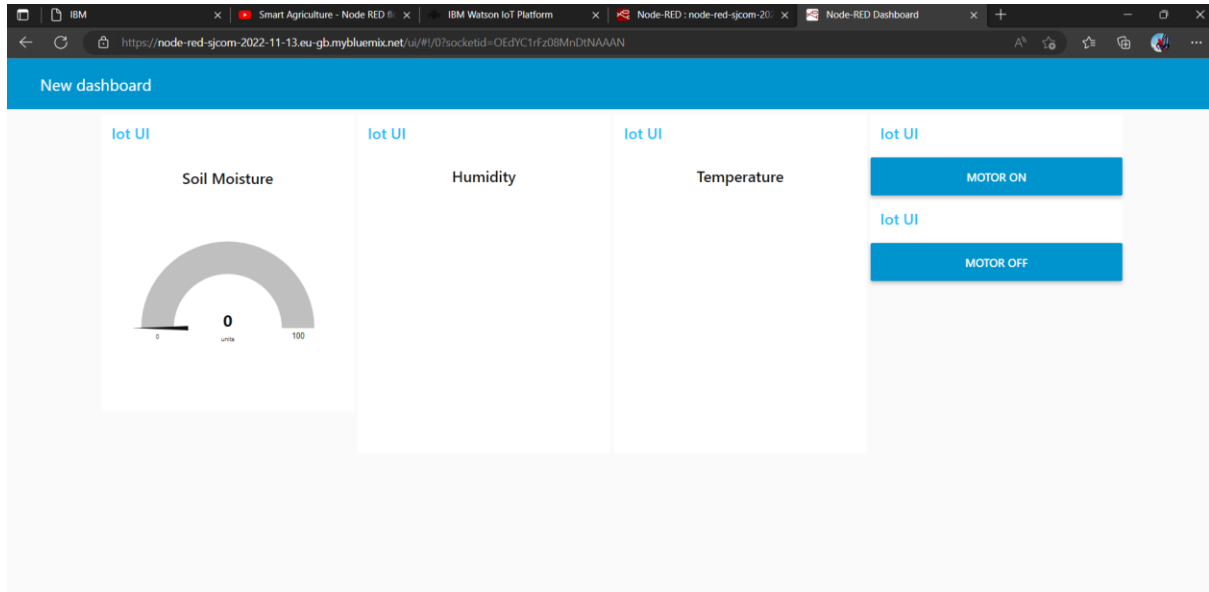 IBM
Smart Agriculture - Node RED fl
IBM Watson IoT Platform
Node-RED : node-red-sjcom-202
Node-RED Dashboard
https://node-red-sjcom-2022-11-13.eu-gb.mybluemix.net/ui/#!/0?socketid=OEdYC1rFz08MnDtNAAAN
New dashboard
Iot UI
Soil Moisture
0
units
0
100
Iot UI
Humidity
Iot UI
Temperature
Iot UI
MOTOR ON
Iot UI
MOTOR OFF